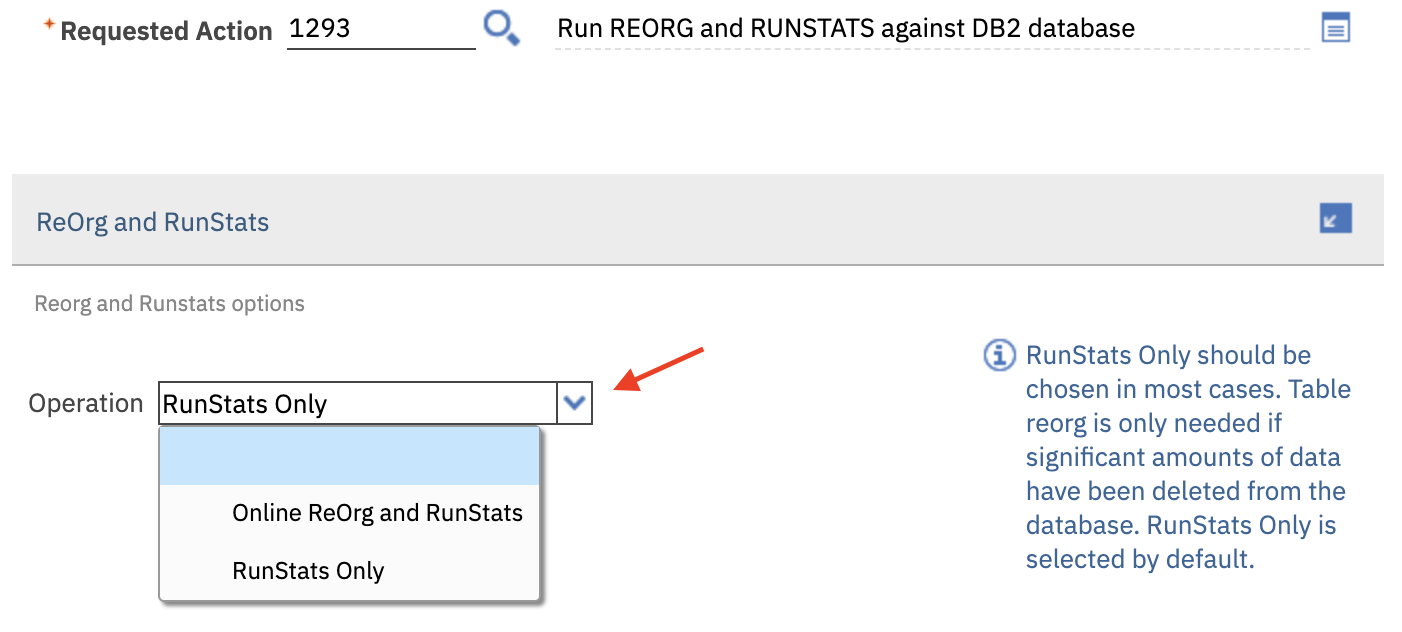 Requested Action 1293 Run REORG and RUNSTATS against DB2 database
ReOrg and RunStats
Reorg and Runstats options
Operation RunStats Only
Online ReOrg and RunStats
RunStats Only
RunStats Only should be
chosen in most cases. Table
reorg is only needed if
significant amounts of data
have been deleted from the
database. RunStats Only is
selected by default.